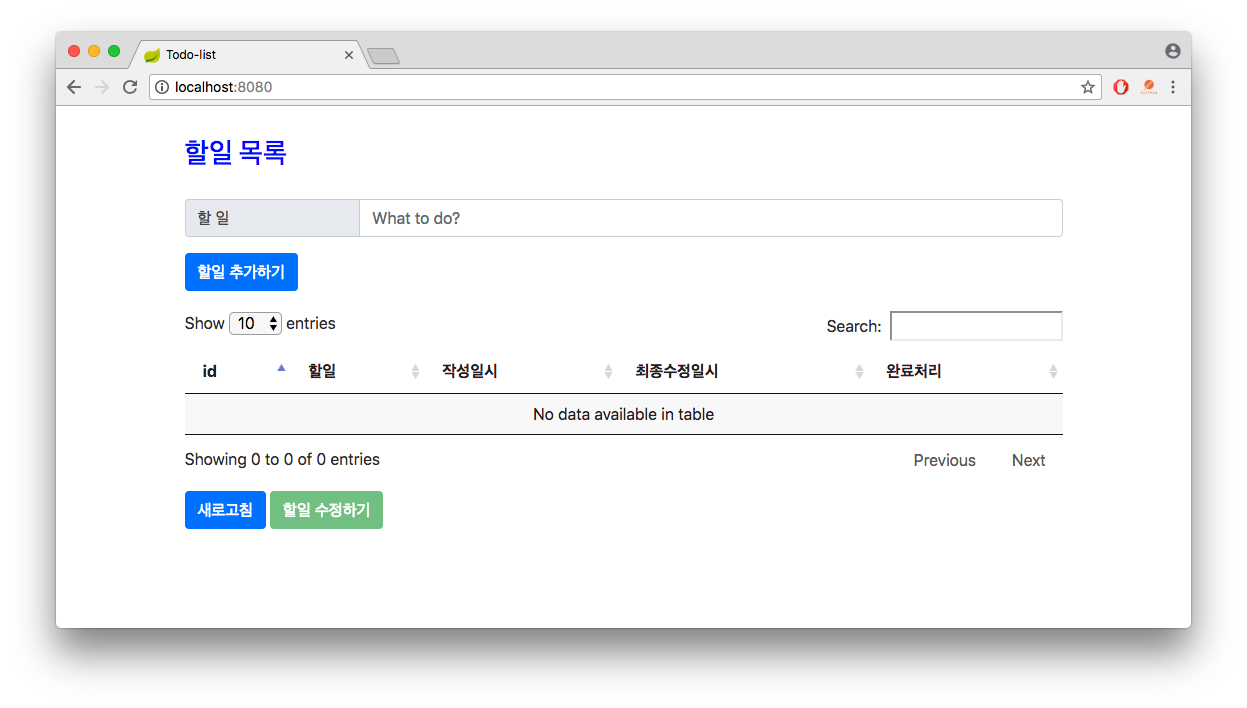 Todo-list
localhost:8080
할일 목록
할 일 What to do?
할일 추가하기
Show 10 entries Search:
id 할일 작성일시 최종수정일시 완료처리
No data available in table
Showing 0 to 0 of 0 entries Previous Next
새로고침 할일 수정하기